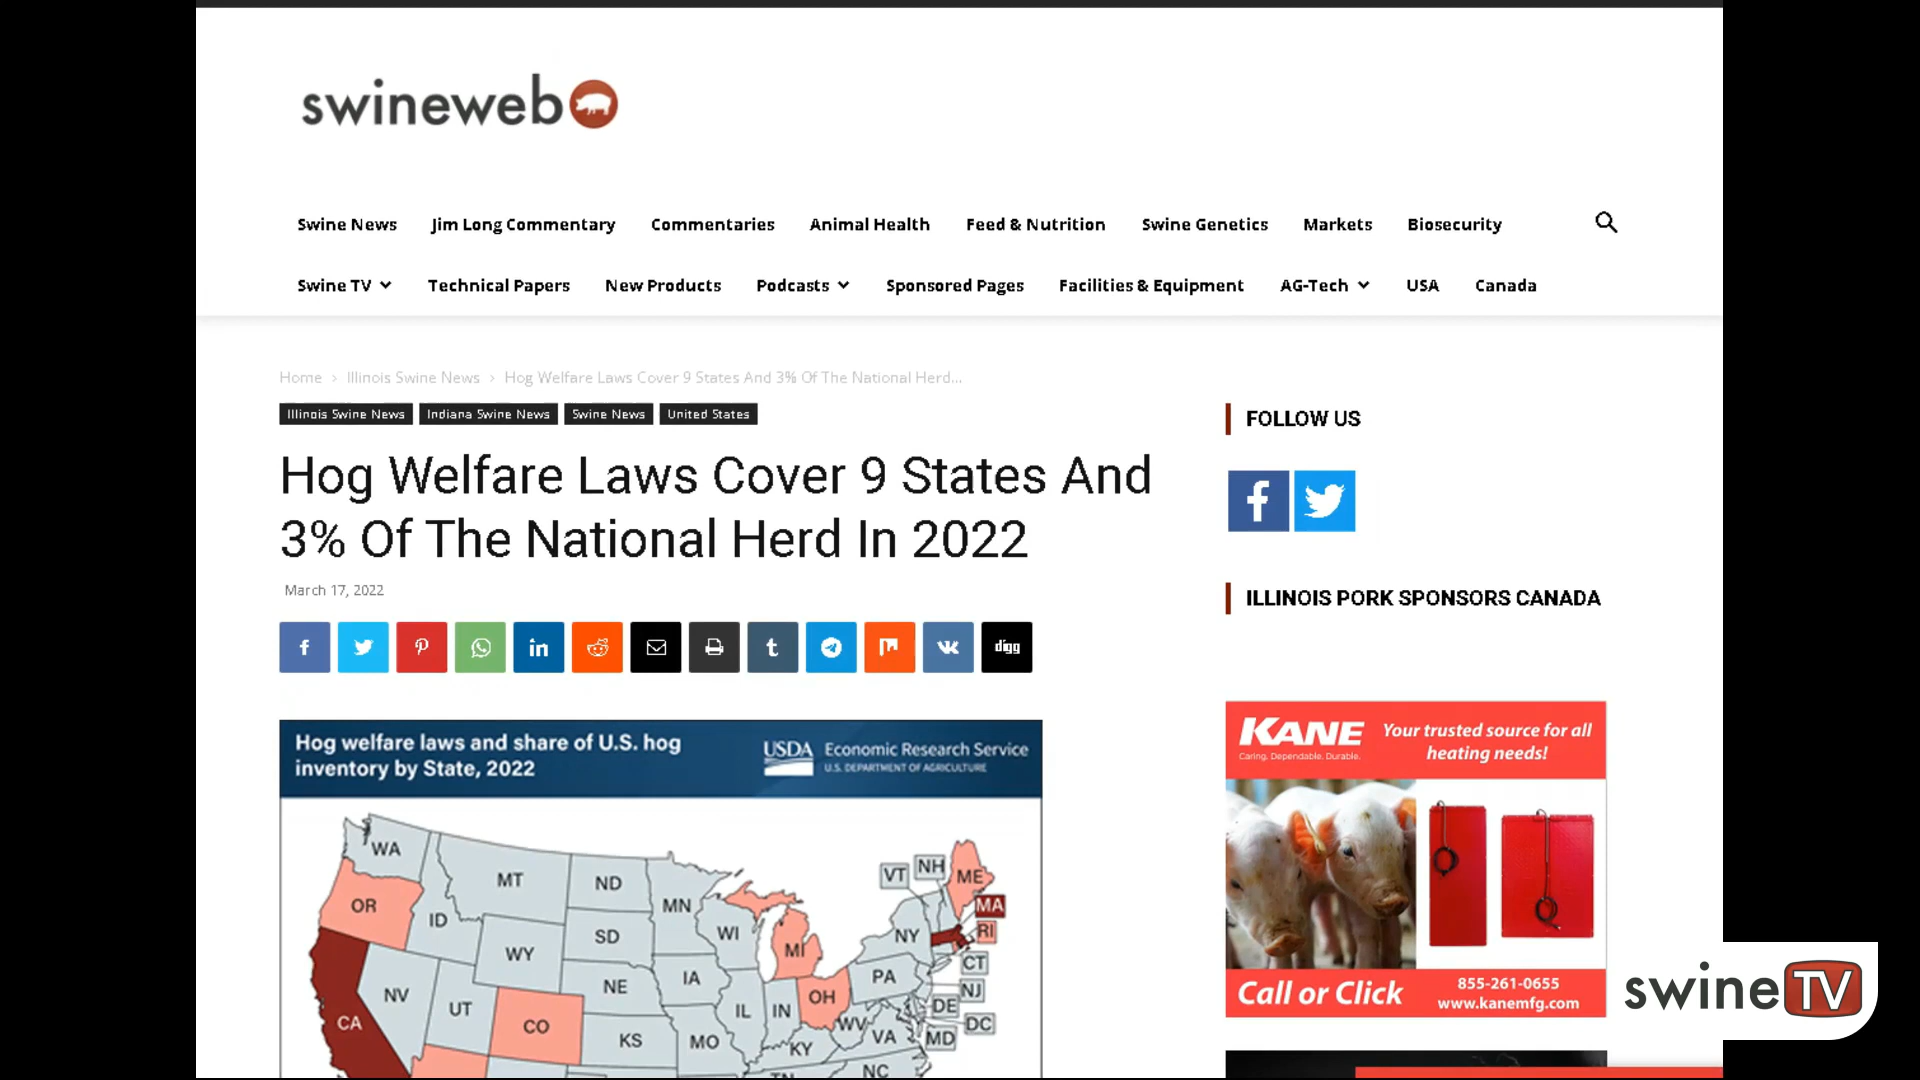 swineweb
Swine News Jim Long Commentary Commentaries Animal Health Feed & Nutrition Swine Genetics Markets Biosecurity
Swine TV Technical Papers New Products Podcasts Sponsored Pages Facilities & Equipment AG-Tech USA Canada
Home › Illinois Swine News › Hog Welfare Laws Cover 9 States And 3% Of The National Herd...
Illinois Swine News Indiana Swine News Swine News United States
Hog Welfare Laws Cover 9 States And
3% Of The National Herd In 2022
March 17, 2022
digg
Hog welfare laws and share of U.S. hog
inventory by State, 2022
USDA Economic Research Service
U.S. DEPARTMENT OF AGRICULTURE
WA
MT
ND
MN
VT
NH
ME
OR
ID
MA
SD
WI
NY
RI
WY
MI
CT
NE
IA
PA
NJ
NV
UT
OH
DE
CO
IL
IN
WV
DC
CA
KS
MO
KY
VA
MD
NC
TN
FOLLOW US
ILLINOIS PORK SPONSORS CANADA
KANE
Caring. Dependable. Durable.
Your trusted source for all
heating needs!
Call or Click
855-261-0655
www.kanemfg.com
swine TV